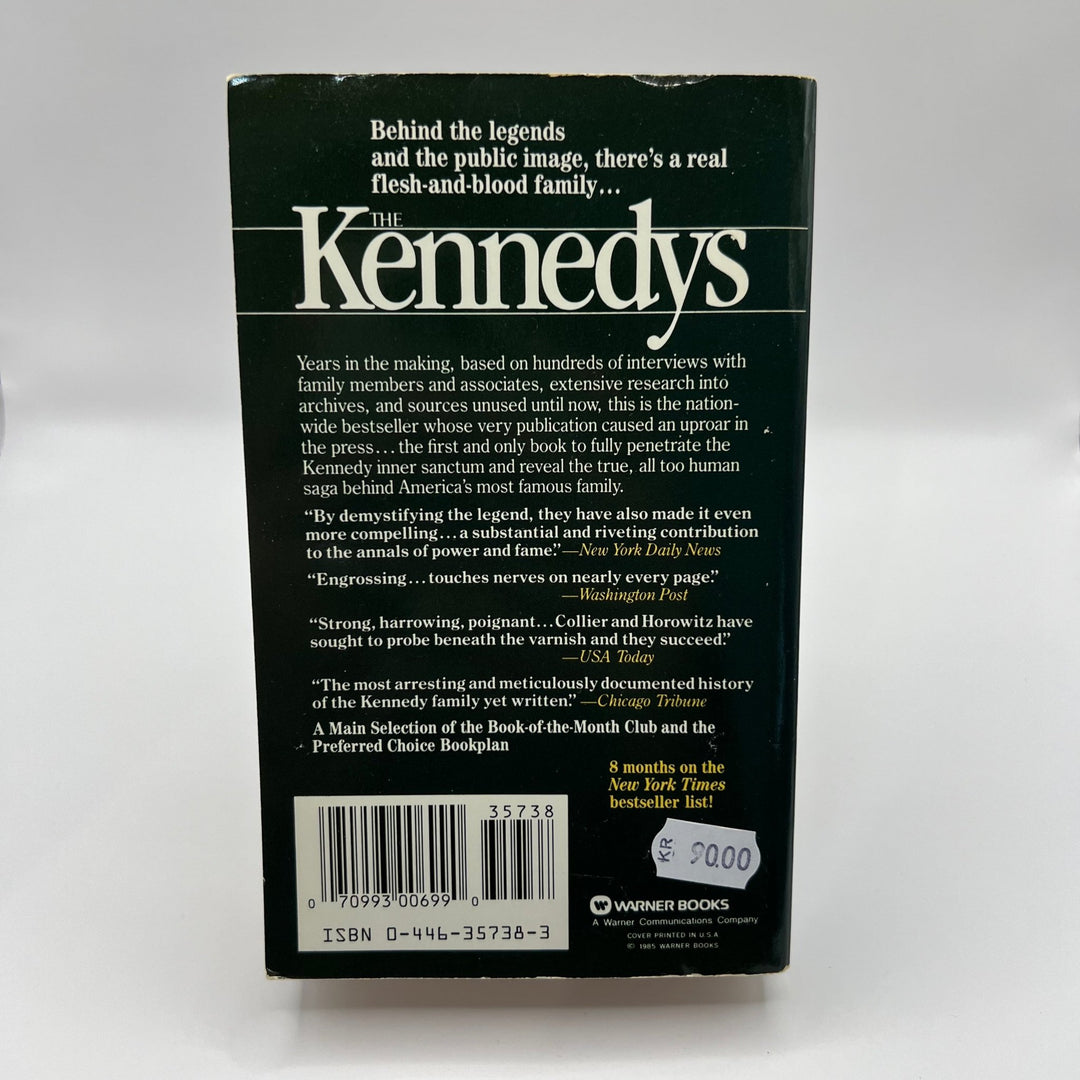 Behind the legends
and the public image, there's a real
flesh-and-blood family...
THE
Kennedys
Years in the making, based on hundreds of interviews with
family members and associates, extensive research into
archives, and sources unused until now, this is the nation-
wide bestseller whose very publication caused an uproar in
the press...the first and only book to fully penetrate the
Kennedy inner sanctum and reveal the true, all too human
saga behind America's most famous family.
“By demystifying the legend, they have also made it even
more compelling...a substantial and riveting contribution
to the annals of power and fame.”—New York Daily News
“Engrossing...touches nerves on nearly every page.”
—Washington Post
“Strong, harrowing, poignant...Collier and Horowitz have
sought to probe beneath the varnish and they succeed.”
—USA Today
“The most arresting and meticulously documented history
of the Kennedy family yet written.” —Chicago Tribune
A Main Selection of the Book-of-the-Month Club and the
Preferred Choice Bookplan
8 months on the
New York Times
bestseller list!
35738
0 70993 00699 0
ISBN 0-446-35738-3
KR 90.00
WARNER BOOKS
A Warner Communications Company
COVER PRINTED IN U.S.A.
© 1985 WARNER BOOKS